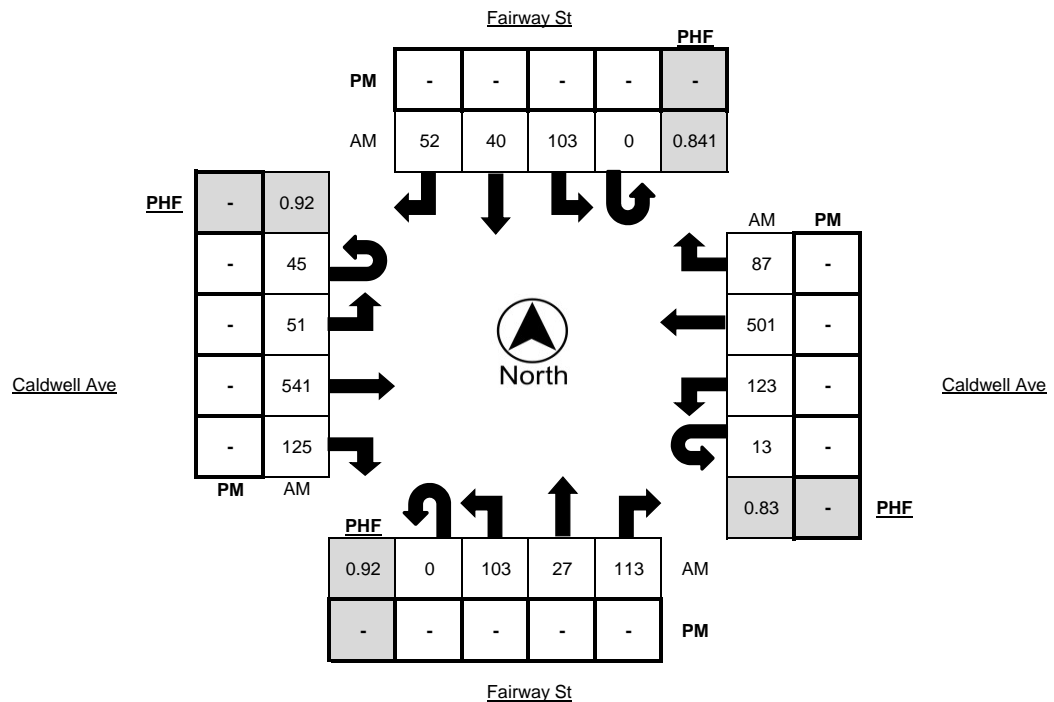 Fairway St
PHF
PM - - - - -
AM 52 40 103 0 0.841
PHF - 0.92
- 45
- 51
- 541
- 125
PM AM
Caldwell Ave
North
AM PM
87 -
501 -
123 -
13 -
0.83 - PHF
Caldwell Ave
PHF
0.92 0 103 27 113 AM
- - - - - PM
Fairway St